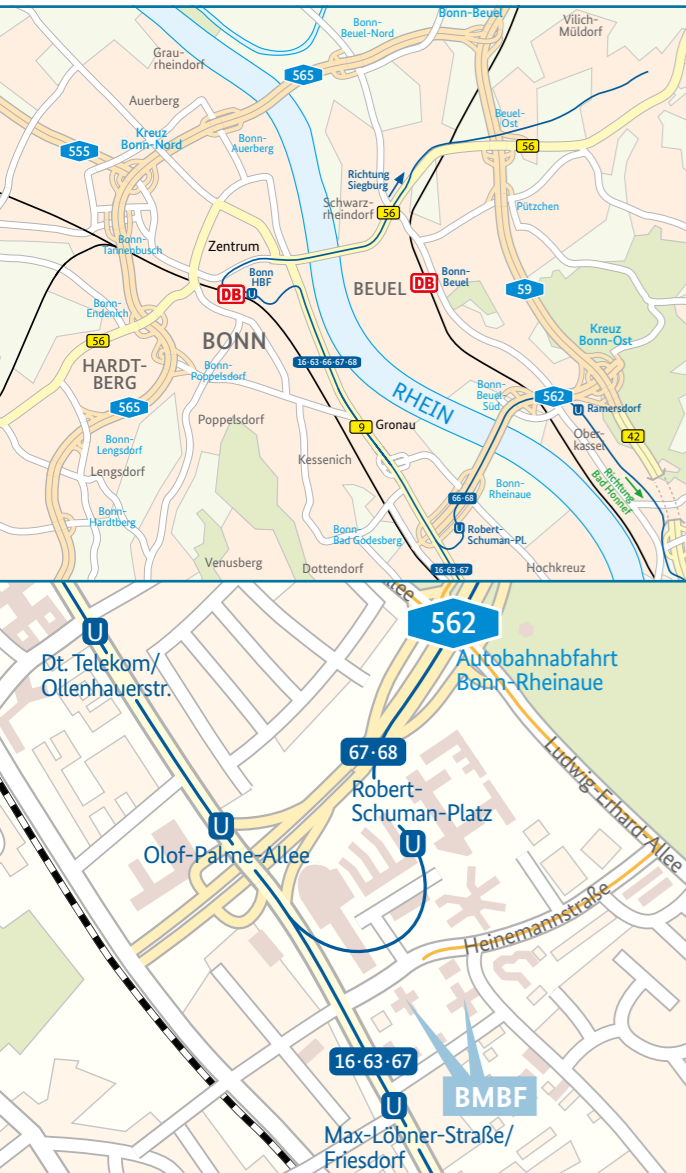 Bonn-Beuel
Bonn-
Beuel-Nord
Vilich-
Müldorf
Grau-
rheindorf
565
Auerberg
Kreuz
Bonn-Nord
555
Bonn-
Auerberg
Beuel-
Ost
56
Richtung
Siegburg
Schwarz-
rheindorf
56
Pützchen
Bonn-
Tannenbusch
Zentrum
Bonn
HBF
DB
U
BEUEL
DB
Bonn-
Beuel
59
Bonn-
Endenich
56
BONN
Kreuz
Bonn-Ost
HARDT-
BERG
Bonn-
Poppelsdorf
16·63·66·67·68
RHEIN
Bonn-
Beuel-
Süd
562
U
Ramersdorf
565
Poppelsdorf
9
Gronau
Ober-
kassel
42
Bonn-
Lengsdorf
Lengsdorf
Kessenich
Richtung
Bad Honnef
Bonn-
Rheinaue
66·68
Bonn-
Hardtberg
Bonn-
Bad Godesberg
U
Robert-
Schuman-Pl.
Venusberg
Dottendorf
16·63·67
Hochkreuz
allee
562
U
Dt. Telekom/
Ollenhauerstr.
Autobahnabfahrt
Bonn-Rheinaue
67·68
Ludwig-Erhard-Allee
Robert-
Schuman-Platz
U
U
Olof-Palme-Allee
Heinemannstraße
16·63·67
BMBF
U
Max-Löbner-Straße/
Friesdorf